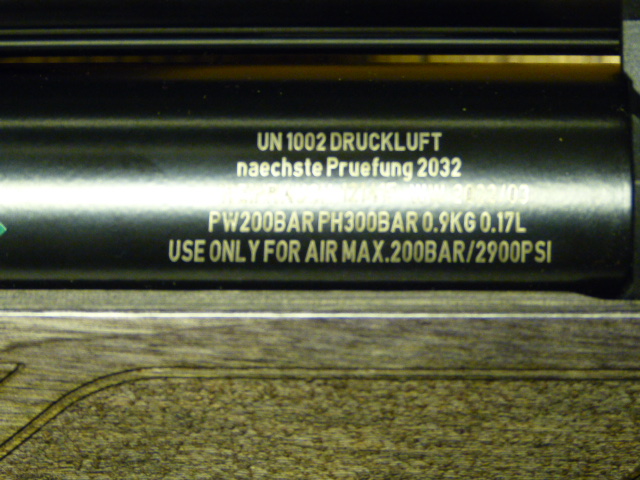 UN 1002 DRUCKLUFT
naechste Pruefung 2032
PW200BAR PH300BAR 0.9KG 0.17L
USE ONLY FOR AIR MAX.200BAR/2900PSI